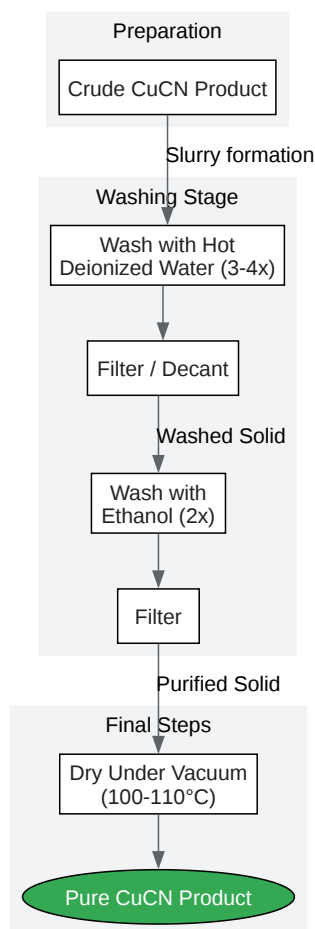 Preparation
Crude CuCN Product
Slurry formation
Washing Stage
Wash with Hot
Deionized Water (3-4x)
Filter / Decant
Washed Solid
Wash with
Ethanol (2x)
Filter
Purified Solid
Final Steps
Dry Under Vacuum
(100-110°C)
Pure CuCN Product